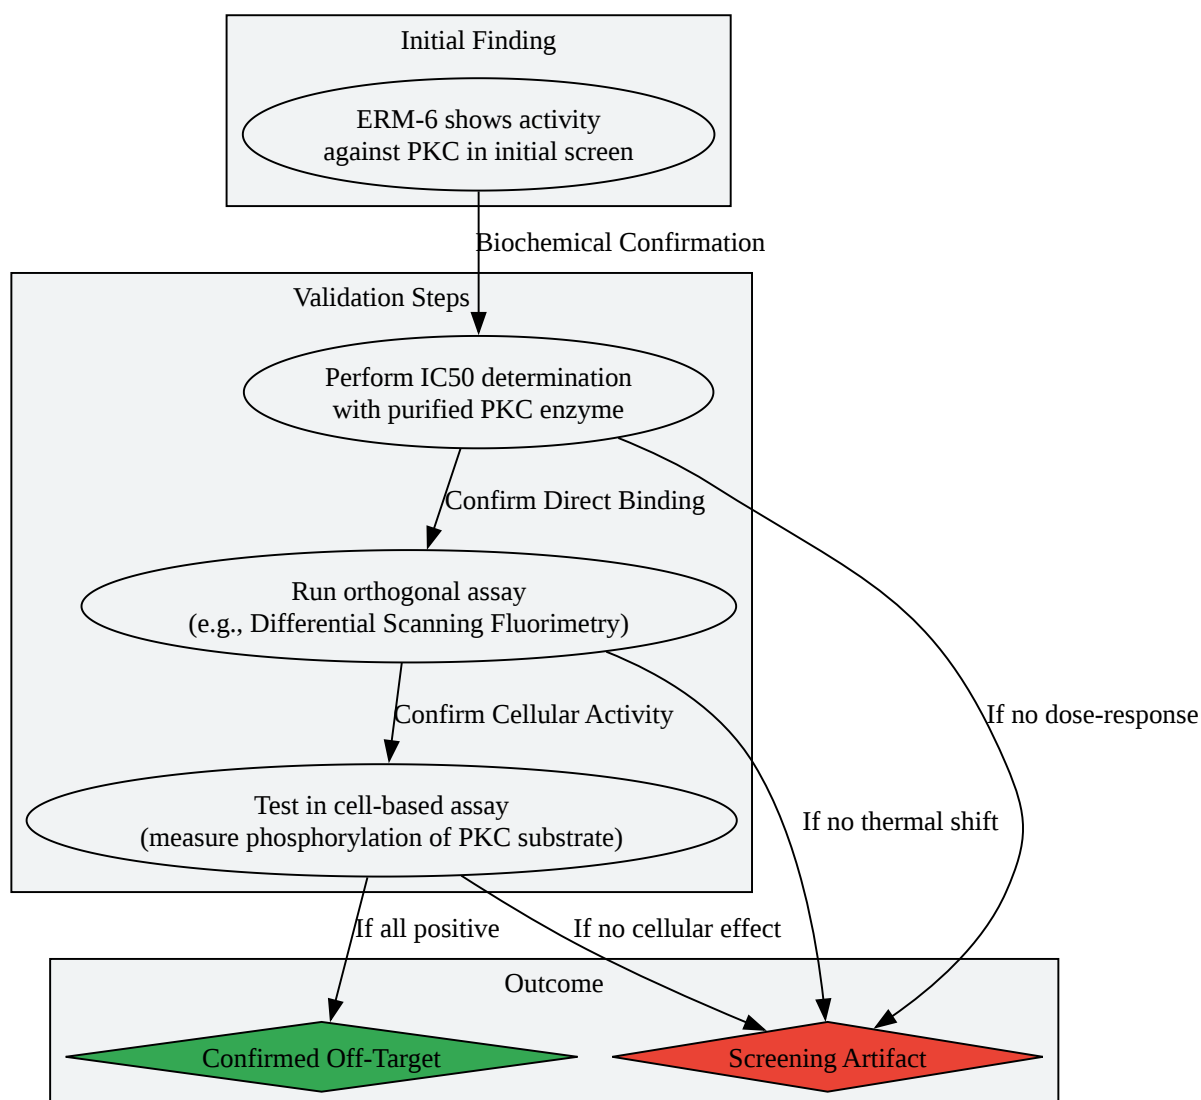 Initial Finding
ERM-6 shows activity
against PKC in initial screen
Biochemical Confirmation
Validation Steps
Perform IC50 determination
with purified PKC enzyme
Confirm Direct Binding
Run orthogonal assay
(e.g., Differential Scanning Fluorimetry)
Confirm Cellular Activity
If no dose-response
Test in cell-based assay
(measure phosphorylation of PKC substrate)
If no thermal shift
If all positive
If no cellular effect
Outcome
Confirmed Off-Target
Screening Artifact